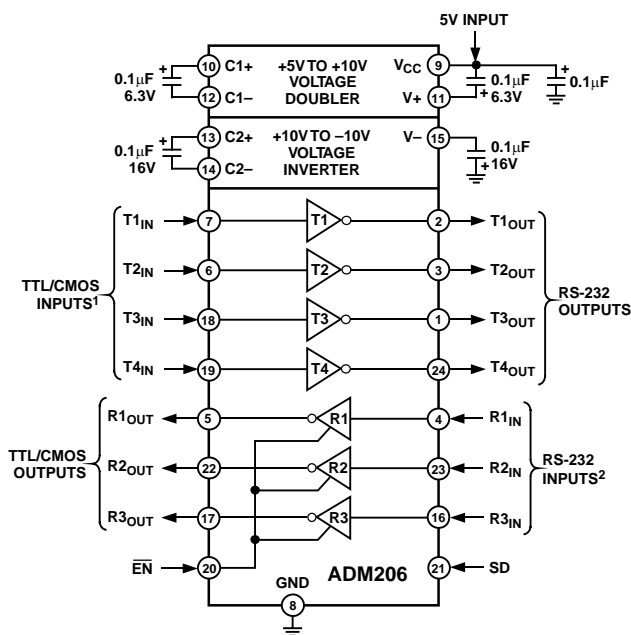 5V INPUT
10 C1+ +5V TO +10V VCC 9
0.1µF 6.3V VOLTAGE 0.1µF 6.3V 0.1µF
12 C1– DOUBLER V+ 11
13 C2+ +10V TO –10V V– 15
0.1µF 16V VOLTAGE 0.1µF 16V
14 C2– INVERTER
T1IN 7 T1 2 T1OUT
T2IN 6 T2 3 T2OUT
TTL/CMOS INPUTS1 RS-232 OUTPUTS
T3IN 18 T3 1 T3OUT
T4IN 19 T4 24 T4OUT
R1OUT 5 R1 4 R1IN
TTL/CMOS OUTPUTS R2OUT 22 R2 23 R2IN RS-232 INPUTS2
R3OUT 17 R3 16 R3IN
EN 20 ADM206 21 SD
GND
8